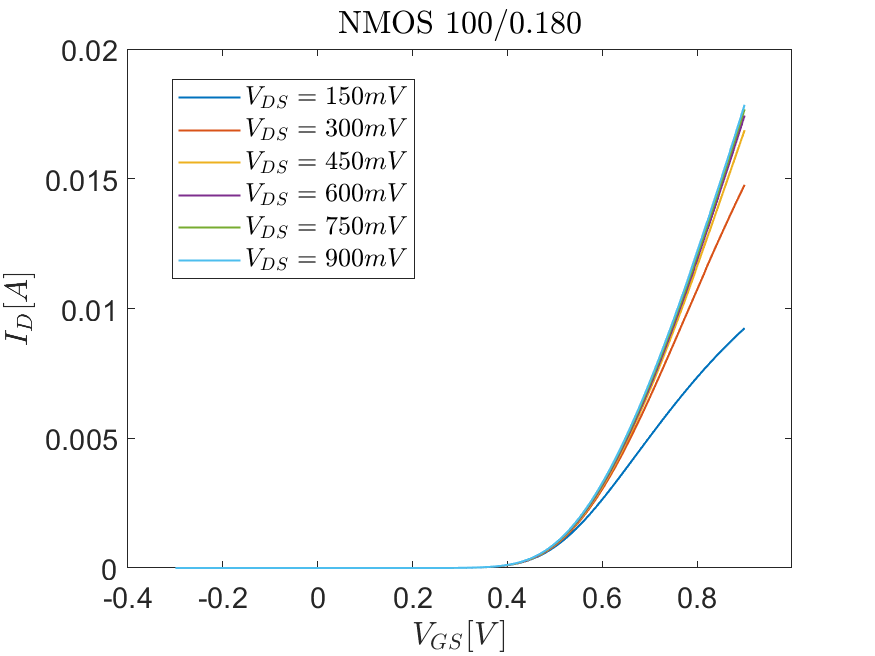 NMOS 100/0.180
0.02
0.015
0.01
0.005
0
V_DS = 150mV
V_DS = 300mV
V_DS = 450mV
V_DS = 600mV
V_DS = 750mV
V_DS = 900mV
I_D[A]
-0.4 -0.2 0 0.2 0.4 0.6 0.8
V_GS[V]